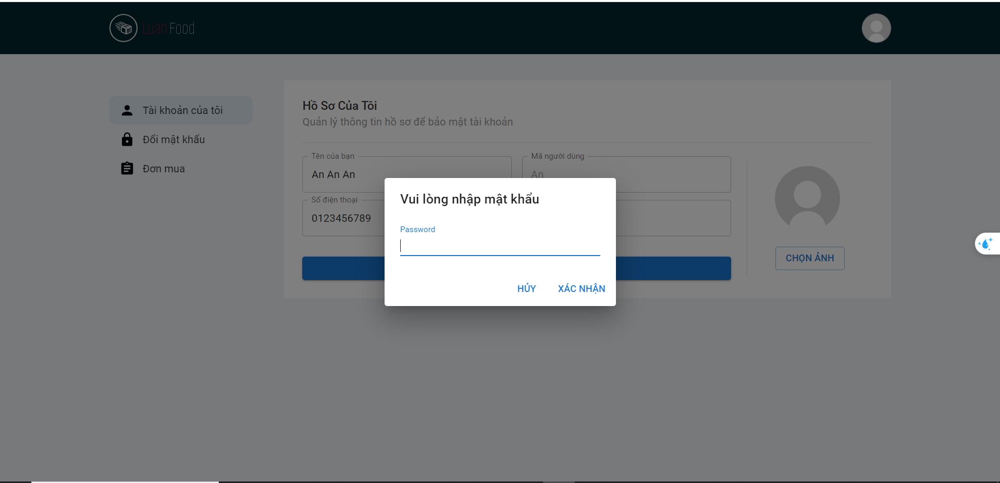 Luan Food
Tài khoản của tôi
Đổi mật khẩu
Đơn mua
Hồ Sơ Của Tôi
Quản lý thông tin hồ sơ để bảo mật tài khoản
Tên của bạn
An An An
Mã người dùng
An
Số điện thoại
0123456789
CHỌN ẢNH
Vui lòng nhập mật khẩu
Password
HỦY
XÁC NHẬN